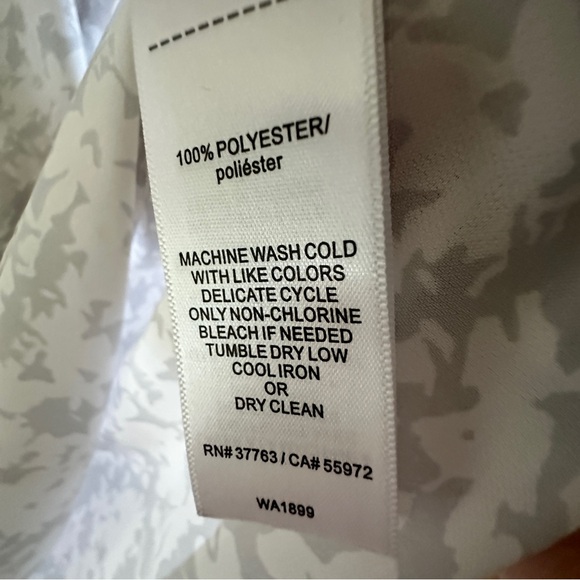 100% POLYESTER/
poliéster
MACHINE WASH COLD
WITH LIKE COLORS
DELICATE CYCLE
ONLY NON-CHLORINE
BLEACH IF NEEDED
TUMBLE DRY LOW
COOL IRON
OR
DRY CLEAN
RN# 37763 / CA# 55972
WA1899